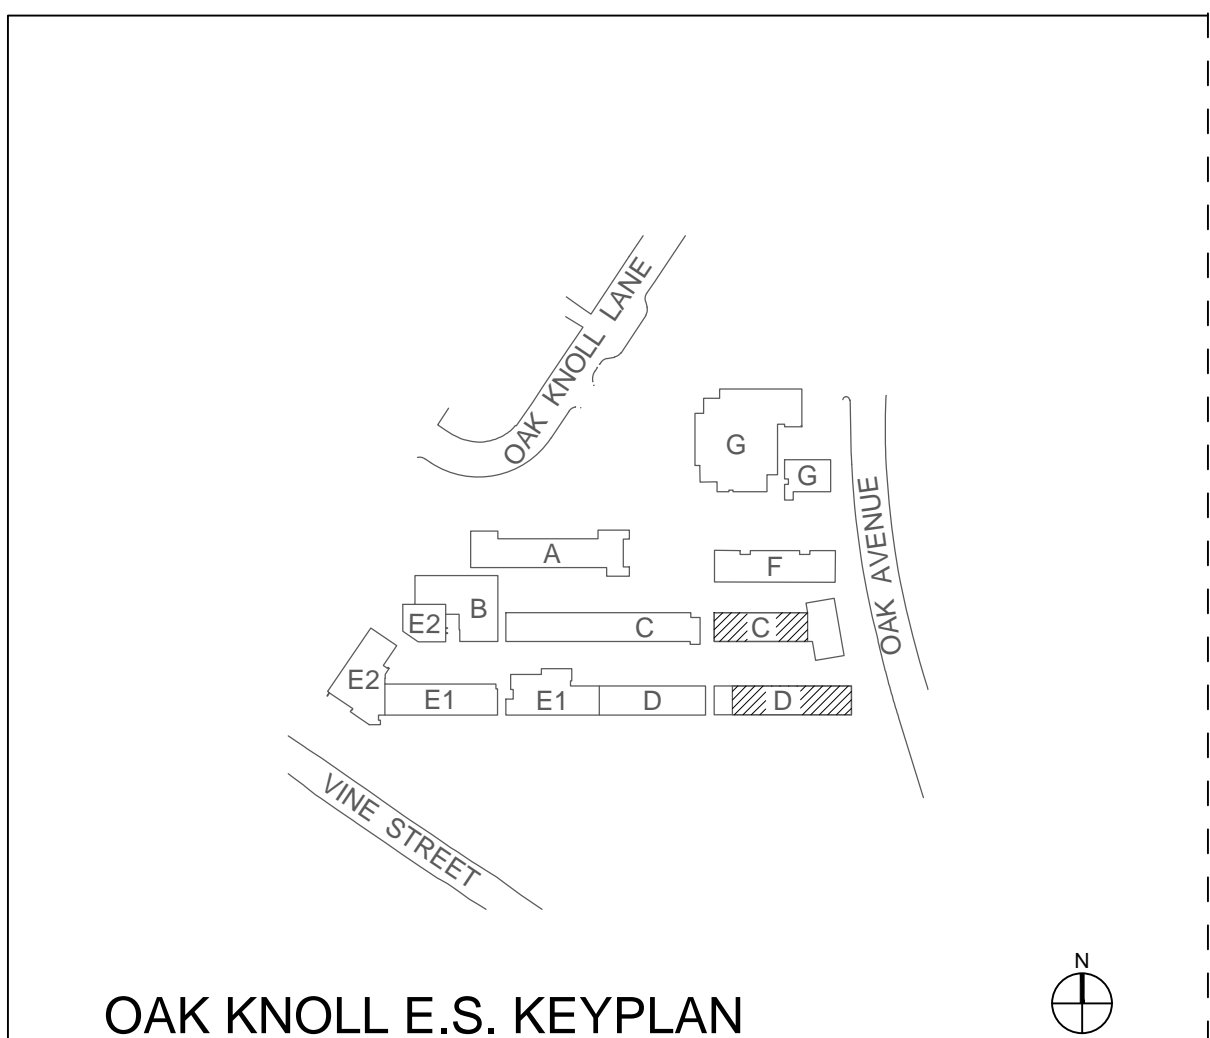 OAK KNOLL LANE
G
G
OAK AVENUE
A
F
B
E2
C
C
E2
E1
E1
D
D
VINE STREET
N
OAK KNOLL E.S. KEYPLAN